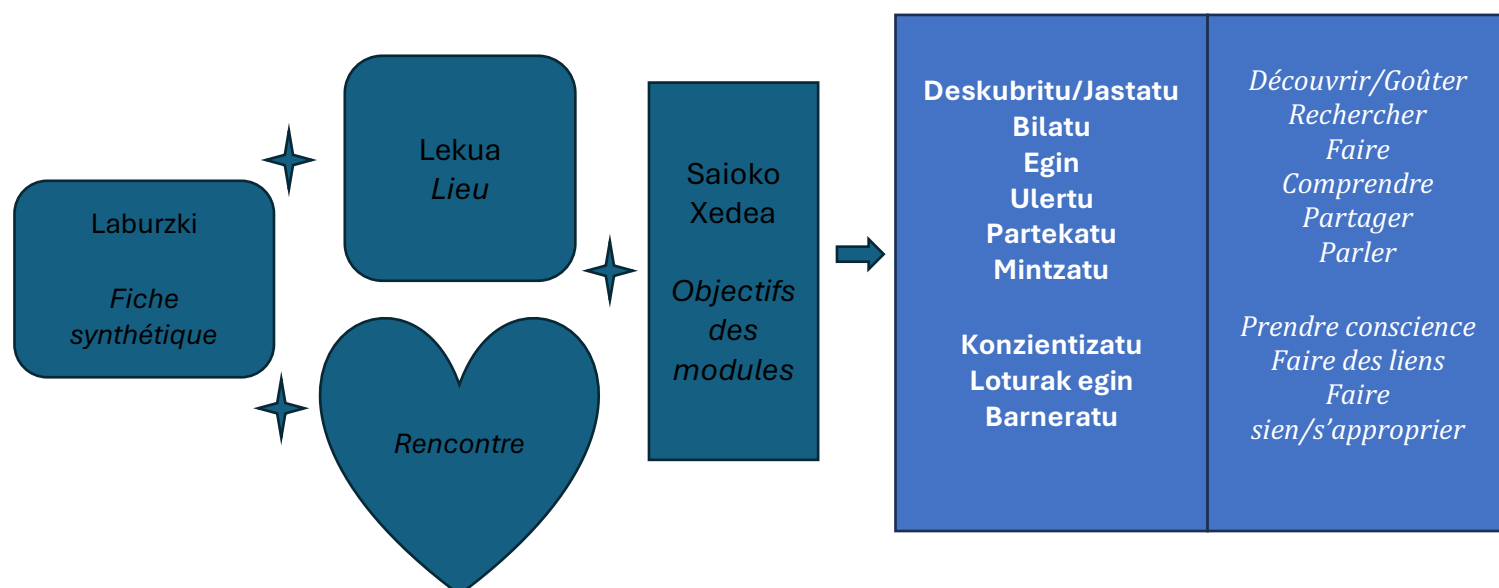 Laburzki
Fiche
synthétique
Lekua
Lieu
Rencontre
Saioko
Xedea
Objectifs
des
modules
Deskubritu/Jastatu
Bilatu
Egin
Ulertu
Partekatu
Mintzatu
Konzientizatu
Loturak egin
Barneratu
Découvrir/Goûter
Rechercher
Faire
Comprendre
Partager
Parler
Prendre conscience
Faire des liens
Faire
sien/s’approprier